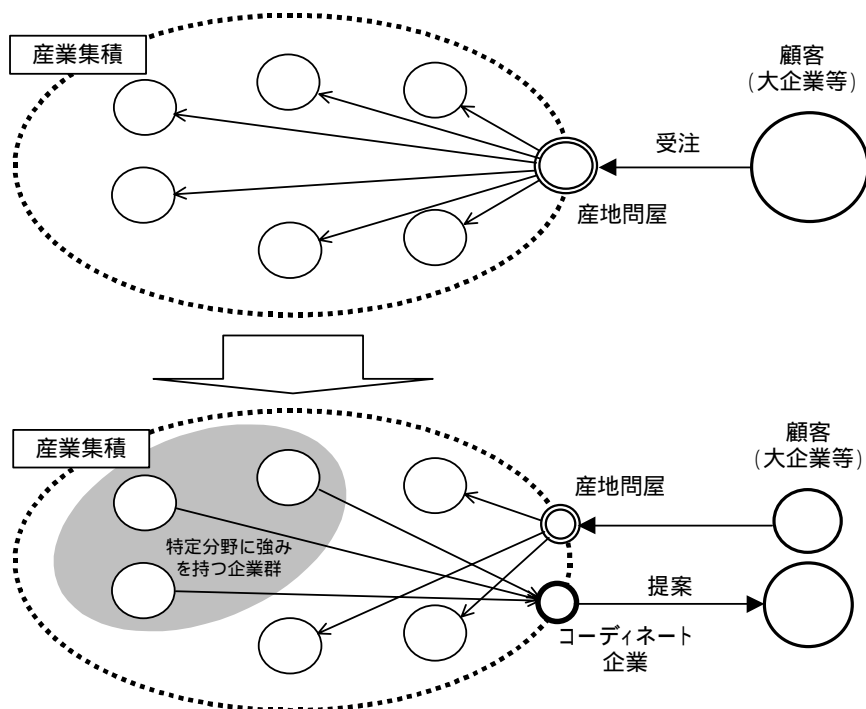 産業集積
顧客
(大企業等)
受注
産地問屋
産業集積
顧客
(大企業等)
産地問屋
特定分野に強み
を持つ企業群
提案
コーディネート
企業